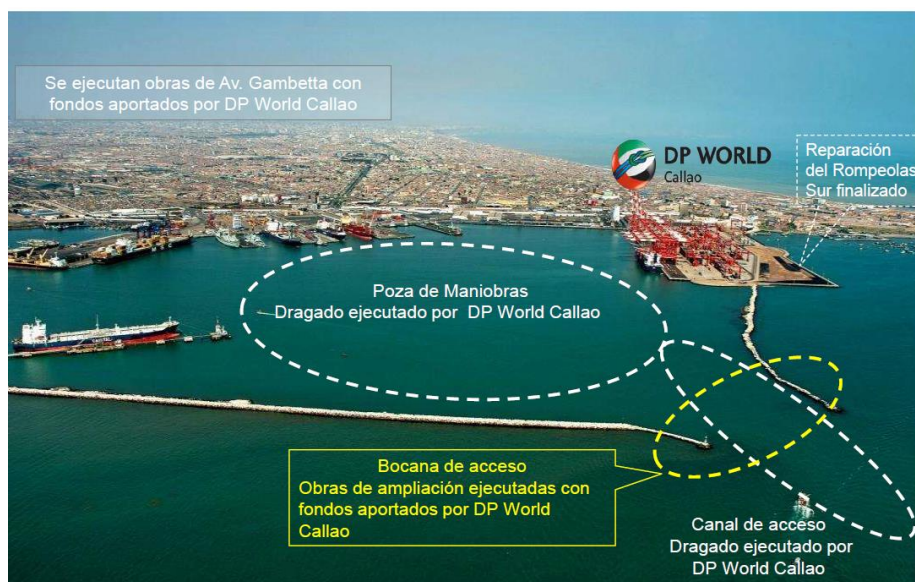 Se ejecutan obras de Av. Gambetta con
fondos aportados por DP World Callao
DP WORLD
Callao
Reparación
del Rompeolas
Sur finalizado
Poza de Maniobras
Dragado ejecutado por DP World Callao
Bocana de acceso
Obras de ampliación ejecutadas con
fondos aportados por DP World
Callao
Canal de acceso
Dragado ejecutado por
DP World Callao